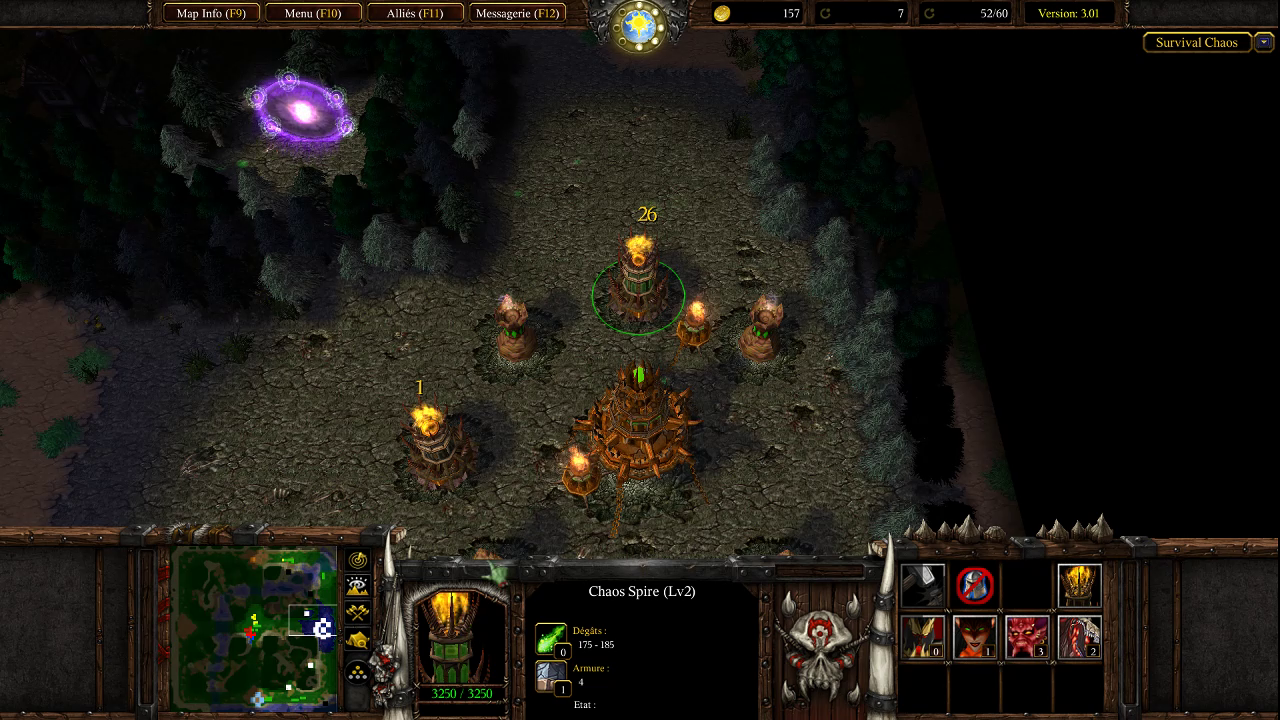 Map Info (F9)
Menu (F10)
Alliés (F11)
Messagerie (F12)
157
7
52/60
Version: 3.01
Survival Chaos
26
1
Chaos Spire (Lv2)
Dégâts :
175 - 185
0
Armure :
4
1
Etat :
3250 / 3250
0
1
3
2